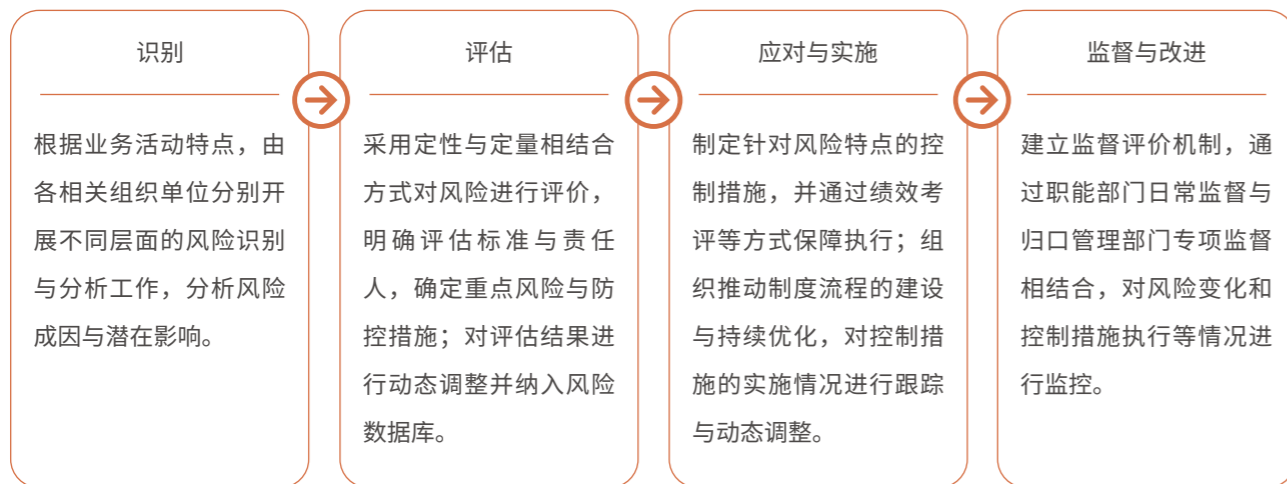 识别
根据业务活动特点，由
各相关组织单位分别开
展不同层面的风险识别
与分析工作，分析风险
成因与潜在影响。
评估
采用定性与定量相结合
方式对风险进行评价，
明确评估标准与责任
人，确定重点风险与防
控措施；对评估结果进
行动态调整并纳入风险
数据库。
应对与实施
制定针对风险特点的控
制措施，并通过绩效考
评等方式保障执行；组
织推动制度流程的建设
与持续优化，对控制措
施的实施情况进行跟踪
与动态调整。
监督与改进
建立监督评价机制，通
过职能部门日常监督与
归口管理部门专项监督
相结合，对风险变化和
控制措施执行等情况进
行监控。